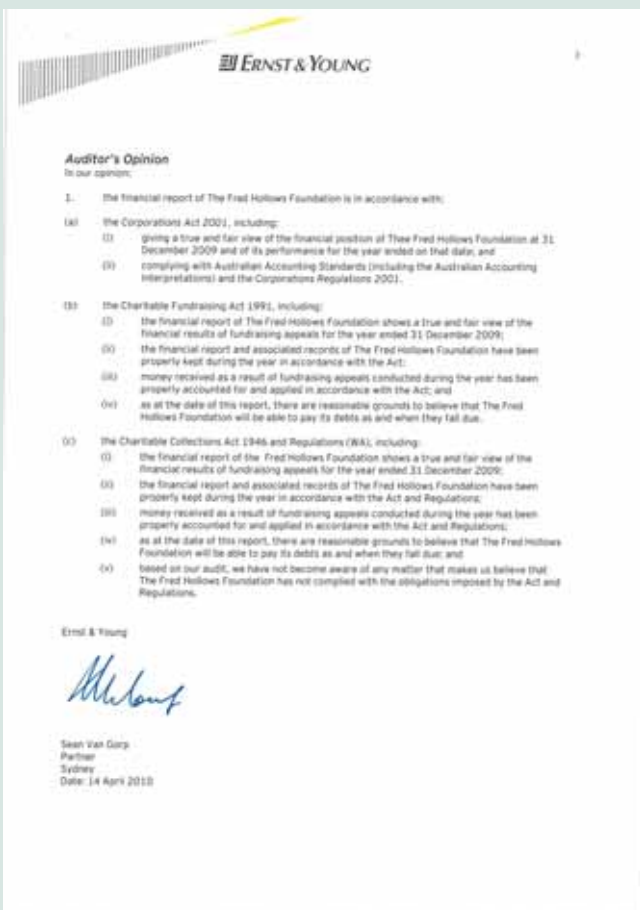 ERNST & YOUNG
Auditor's Opinion
In our opinion:
1. the financial report of The Fred Hollows Foundation is in accordance with:
(a) the Corporations Act 2001, including:
(i) giving a true and fair view of the financial position of Thee Fred Hollows Foundation at 31
December 2009 and of its performance for the year ended on that date; and
(ii) complying with Australian Accounting Standards (including the Australian Accounting
Interpretations) and the Corporations Regulations 2001.
(b) the Charitable Fundraising Act 1991, including:
(i) the financial report of The Fred Hollows Foundation shows a true and fair view of the
financial results of fundraising appeals for the year ended 31 December 2009;
(ii) the financial report and associated records of The Fred Hollows Foundation have been
properly kept during the year in accordance with the Act;
(iii) money received as a result of fundraising appeals conducted during the year has been
properly accounted for and applied in accordance with the Act; and
(iv) as at the date of this report, there are reasonable grounds to believe that The Fred
Hollows Foundation will be able to pay its debts as and when they fall due.
(c) the Charitable Collections Act 1946 and Regulations (WA), including:
(i) the financial report of the Fred Hollows Foundation shows a true and fair view of the
financial results of fundraising appeals for the year ended 31 December 2009;
(ii) the financial report and associated records of The Fred Hollows Foundation have been
properly kept during the year in accordance with the Act and Regulations;
(iii) money received as a result of fundraising appeals conducted during the year has been
properly accounted for and applied in accordance with the Act and Regulations;
(iv) as at the date of this report, there are reasonable grounds to believe that The Fred Hollows
Foundation will be able to pay its debts as and when they fall due; and
(v) based on our audit, we have not become aware of any matter that makes us believe that
The Fred Hollows Foundation has not complied with the obligations imposed by the Act and
Regulations.
Ernst & Young
Sean Van Gorp
Partner
Sydney
Date: 14 April 2010